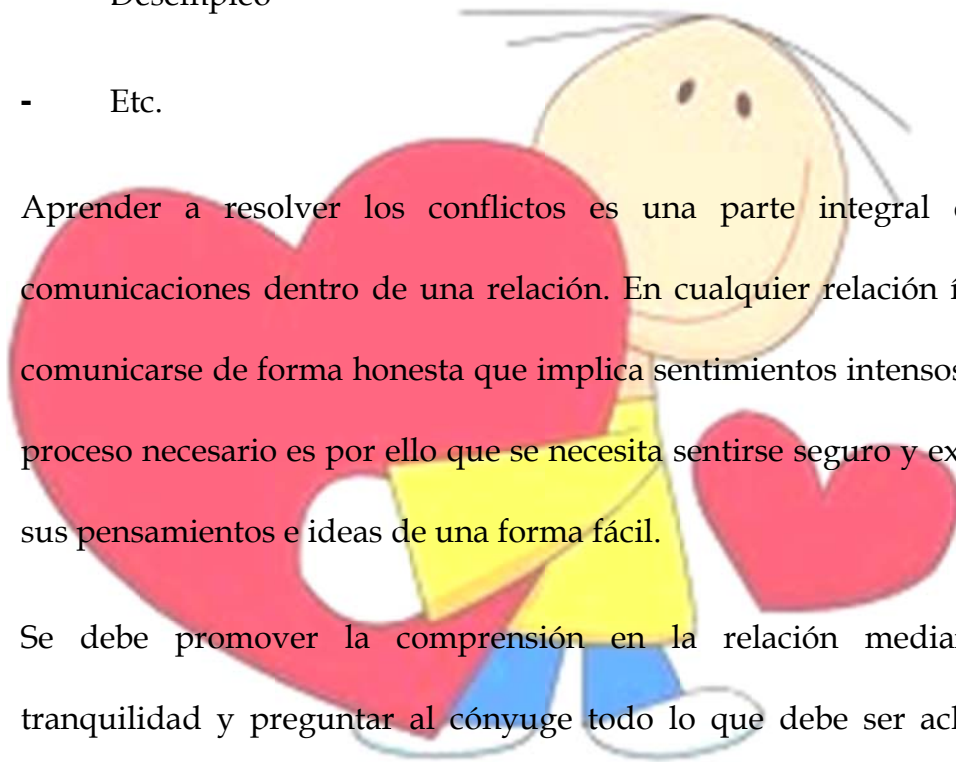 Desempleo
- Etc.
Aprender a resolver los conflictos es una parte integral
comunicaciones dentro de una relación. En cualquier relación
comunicarse de forma honesta que implica sentimientos intensos
proceso necesario es por ello que se necesita sentirse seguro y
sus pensamientos e ideas de una forma fácil.
Se debe promover la comprensión en la relación
tranquilidad y preguntar al cónyuge todo lo que debe ser